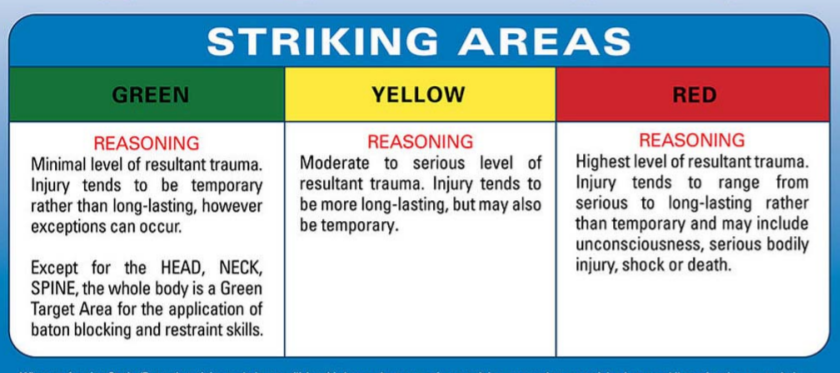 STRIKING AREAS
GREEN
YELLOW
RED
REASONING
Minimal level of resultant trauma.
Injury tends to be temporary
rather than long-lasting, however
exceptions can occur.
Except for the HEAD, NECK,
SPINE, the whole body is a Green
Target Area for the application of
baton blocking and restraint skills.
REASONING
Moderate to serious level of
resultant trauma. Injury tends to
be more long-lasting, but may also
be temporary.
REASONING
Highest level of resultant trauma.
Injury tends to range from
serious to long-lasting rather
than temporary and may include
unconsciousness, serious bodily
injury, shock or death.